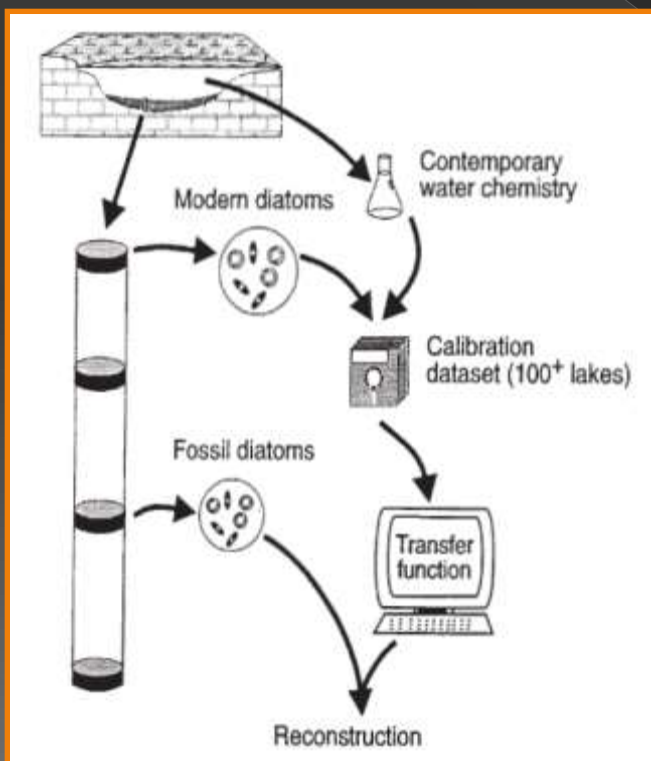 Contemporary
water chemistry
Modern diatoms
Calibration
dataset (100+ lakes)
Fossil diatoms
Transfer
function
Reconstruction